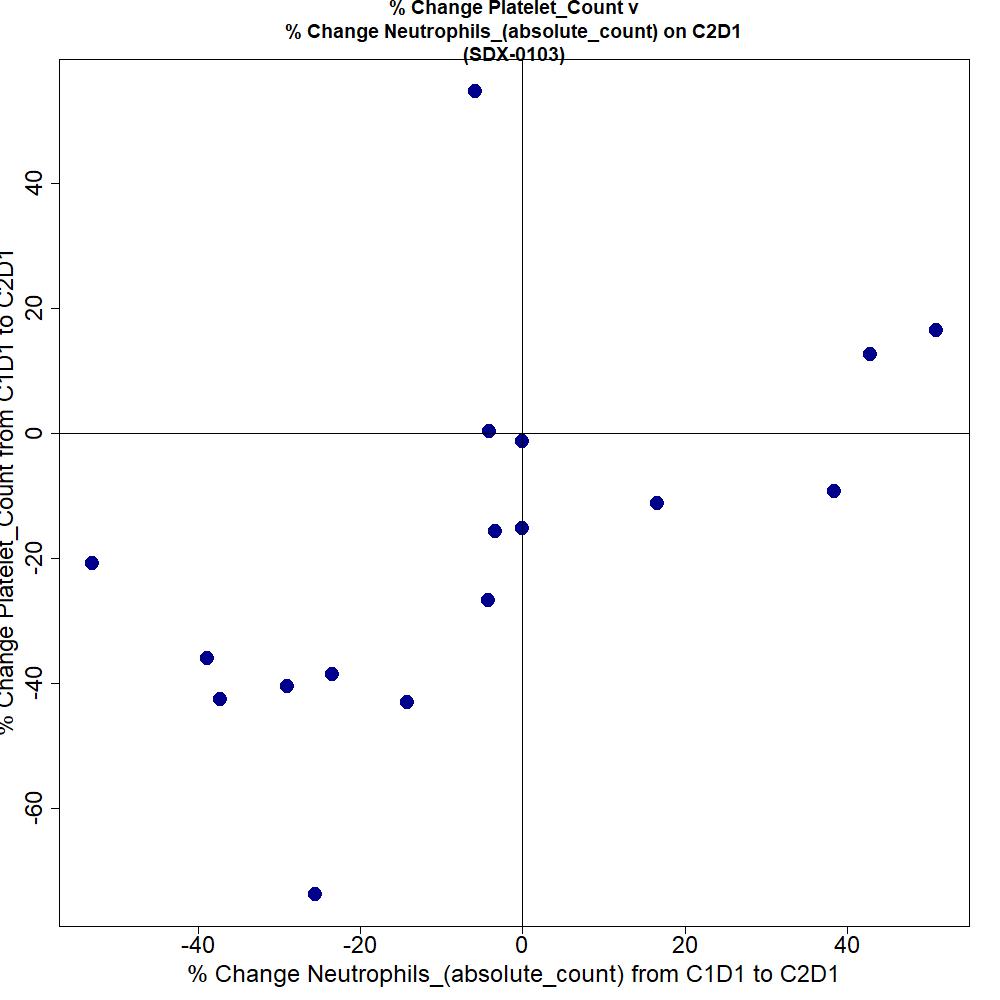 % Change Platelet_Count v
% Change Neutrophils_(absolute_count) on C2D1
(SDX-0103)
% Change Platelet_Count from C1D1 to C2D1
40
20
0
-20
-40
-60
-40
-20
0
20
40
% Change Neutrophils_(absolute_count) from C1D1 to C2D1